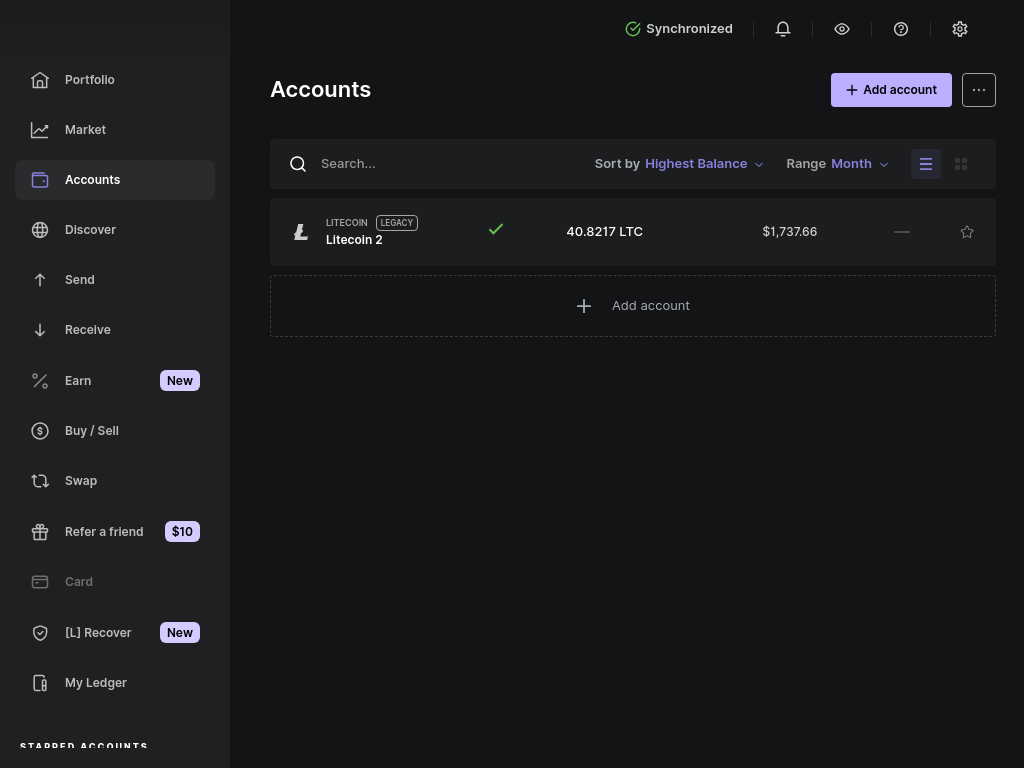 Synchronized
Portfolio
Market
Accounts
Discover
Send
Receive
Earn New
Buy / Sell
Swap
Refer a friend $10
Card
[L] Recover New
My Ledger
STARRED ACCOUNTS
Accounts
Add account
Search...
Sort by Highest Balance
Range Month
LITECOIN LEGACY
Litecoin 2
40.8217 LTC
$1,737.66
—
Add account